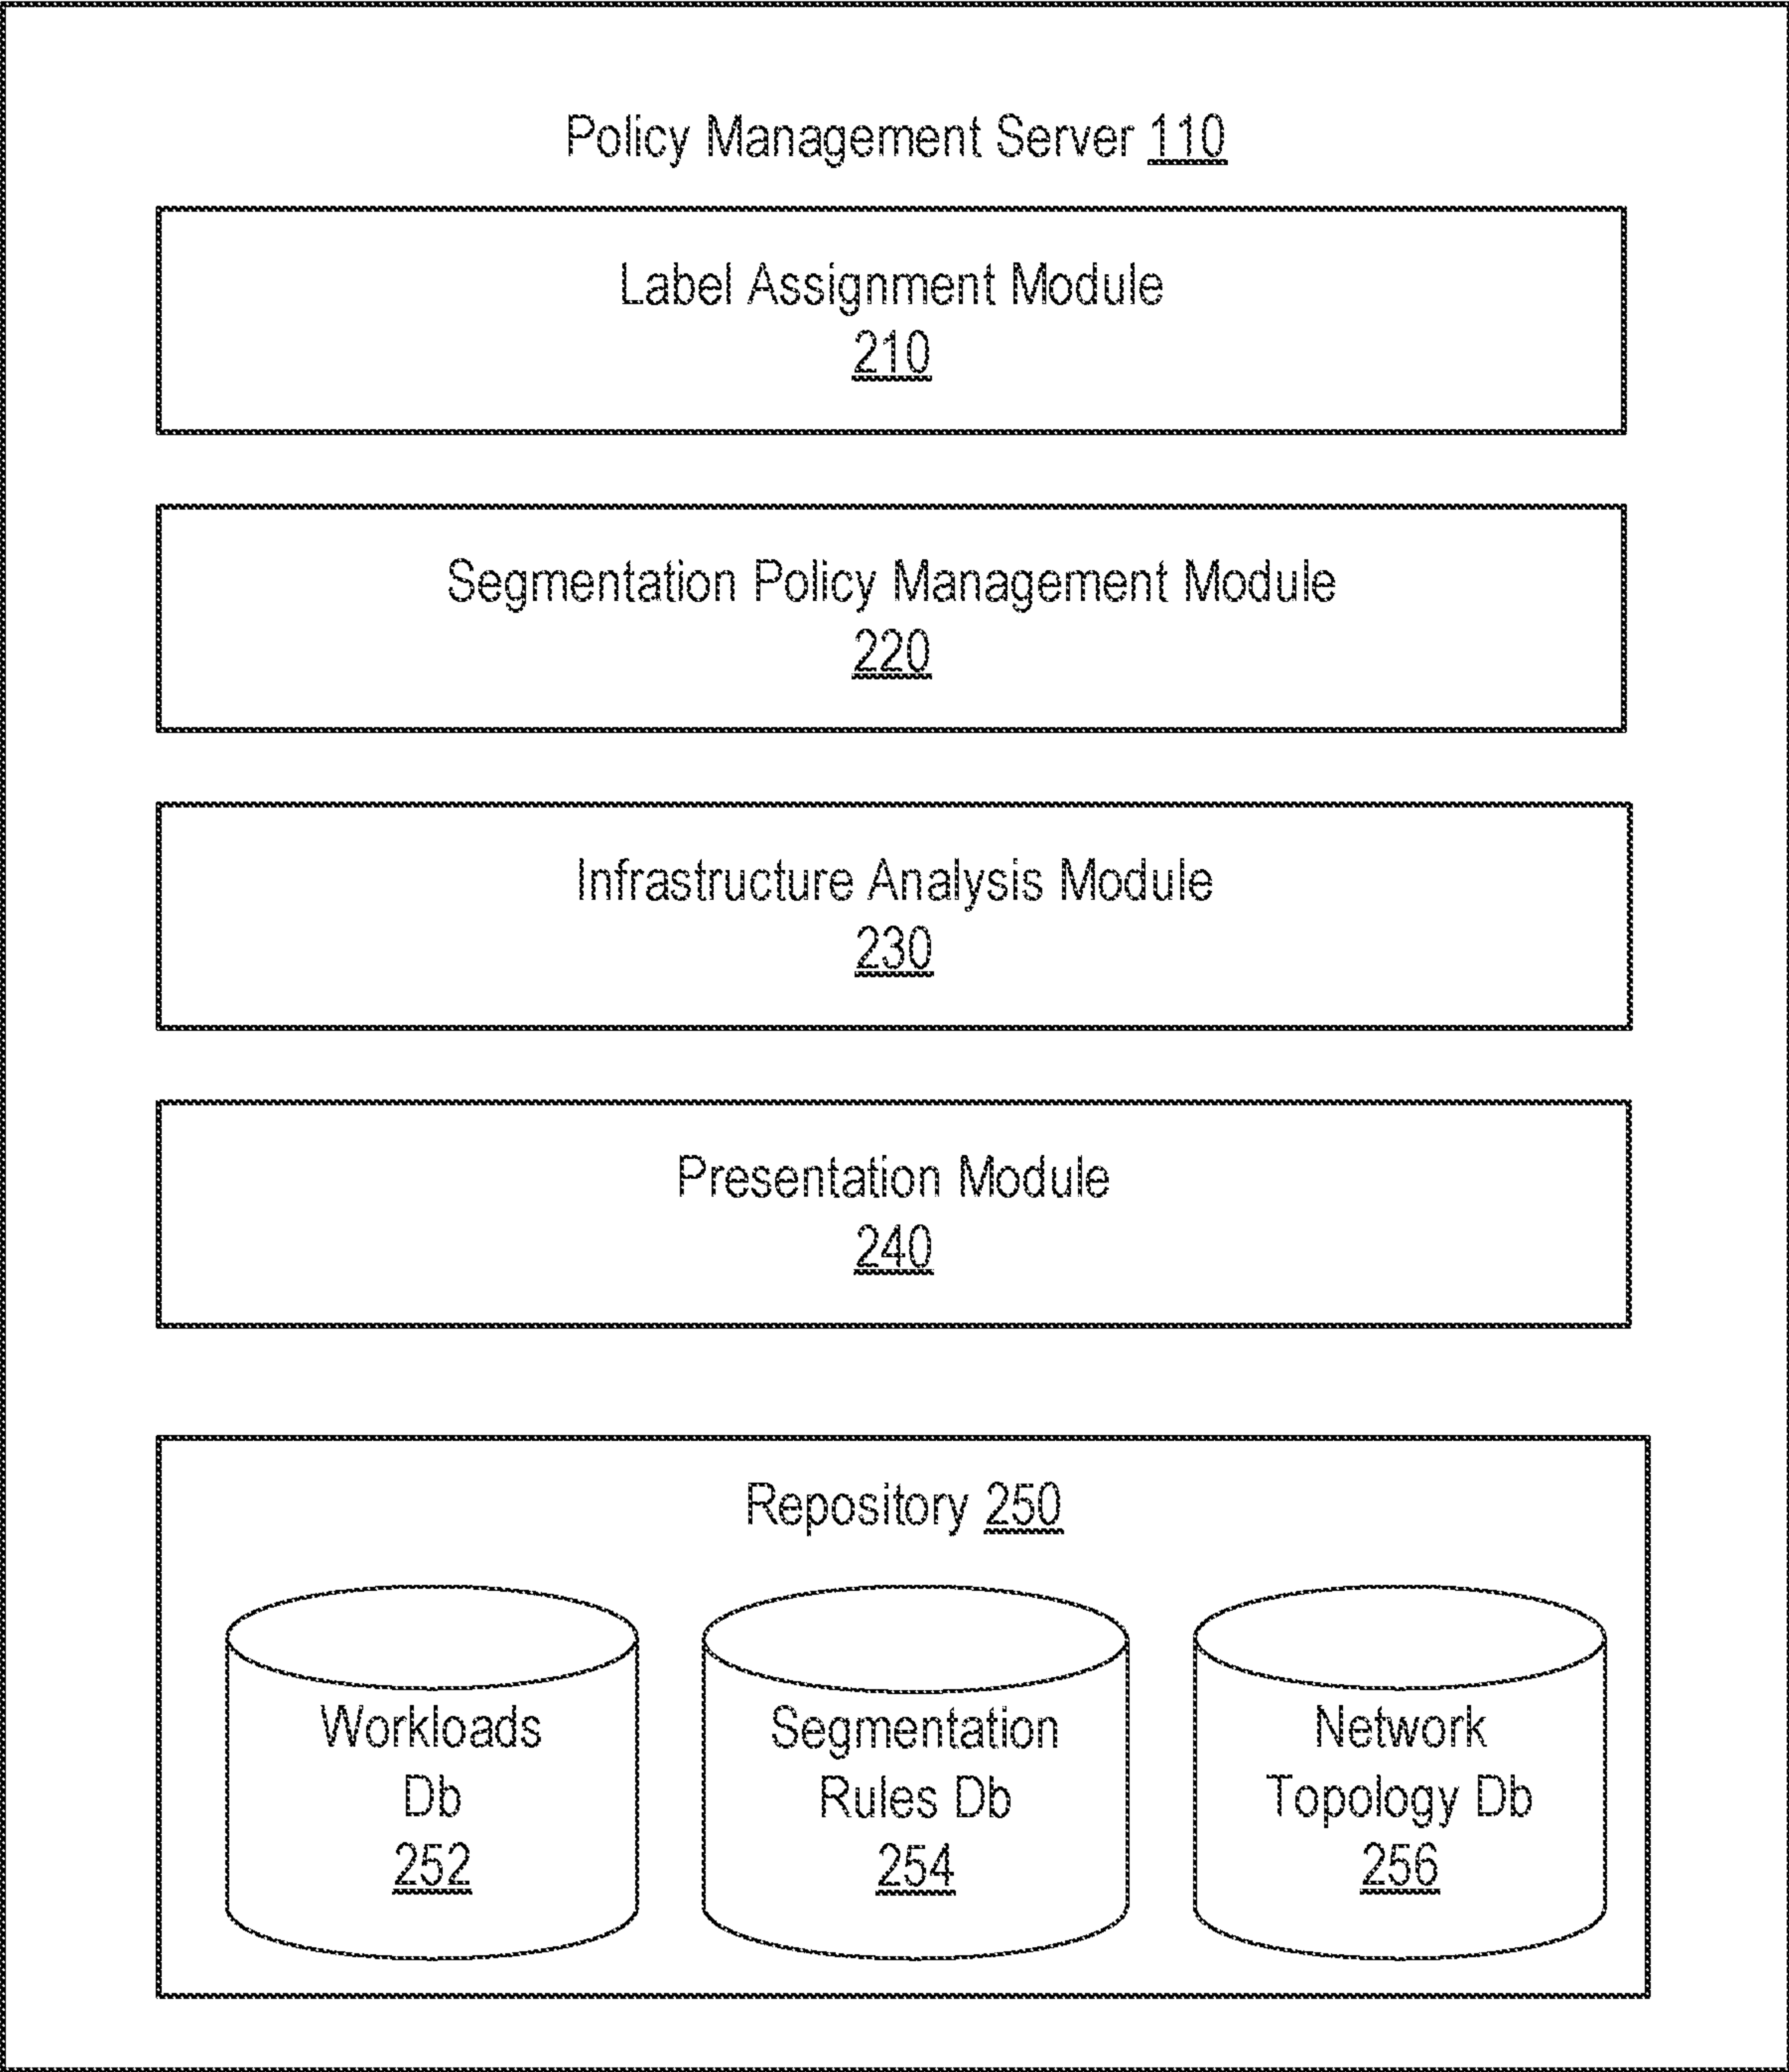 Policy Management Server 110
Label Assignment Module
210
Segmentation Policy Management Module
220
Infrastructure Analysis Module
230
Presentation Module
240
Repository 250
Workloads
Db
252
Segmentation
Rules Db
254
Network
Topology Db
256